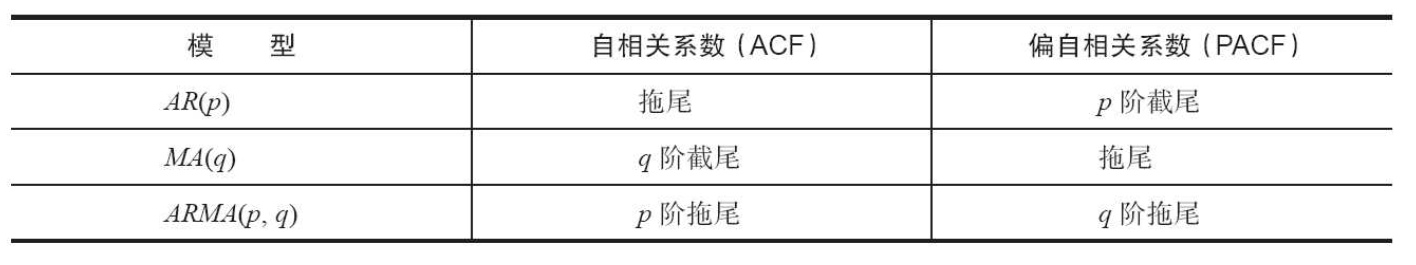 模 型 自相关系数（ACF） 偏自相关系数（PACF）
AR(p) 拖尾 p 阶截尾
MA(q) q 阶截尾 拖尾
ARMA(p, q) p 阶拖尾 q 阶拖尾